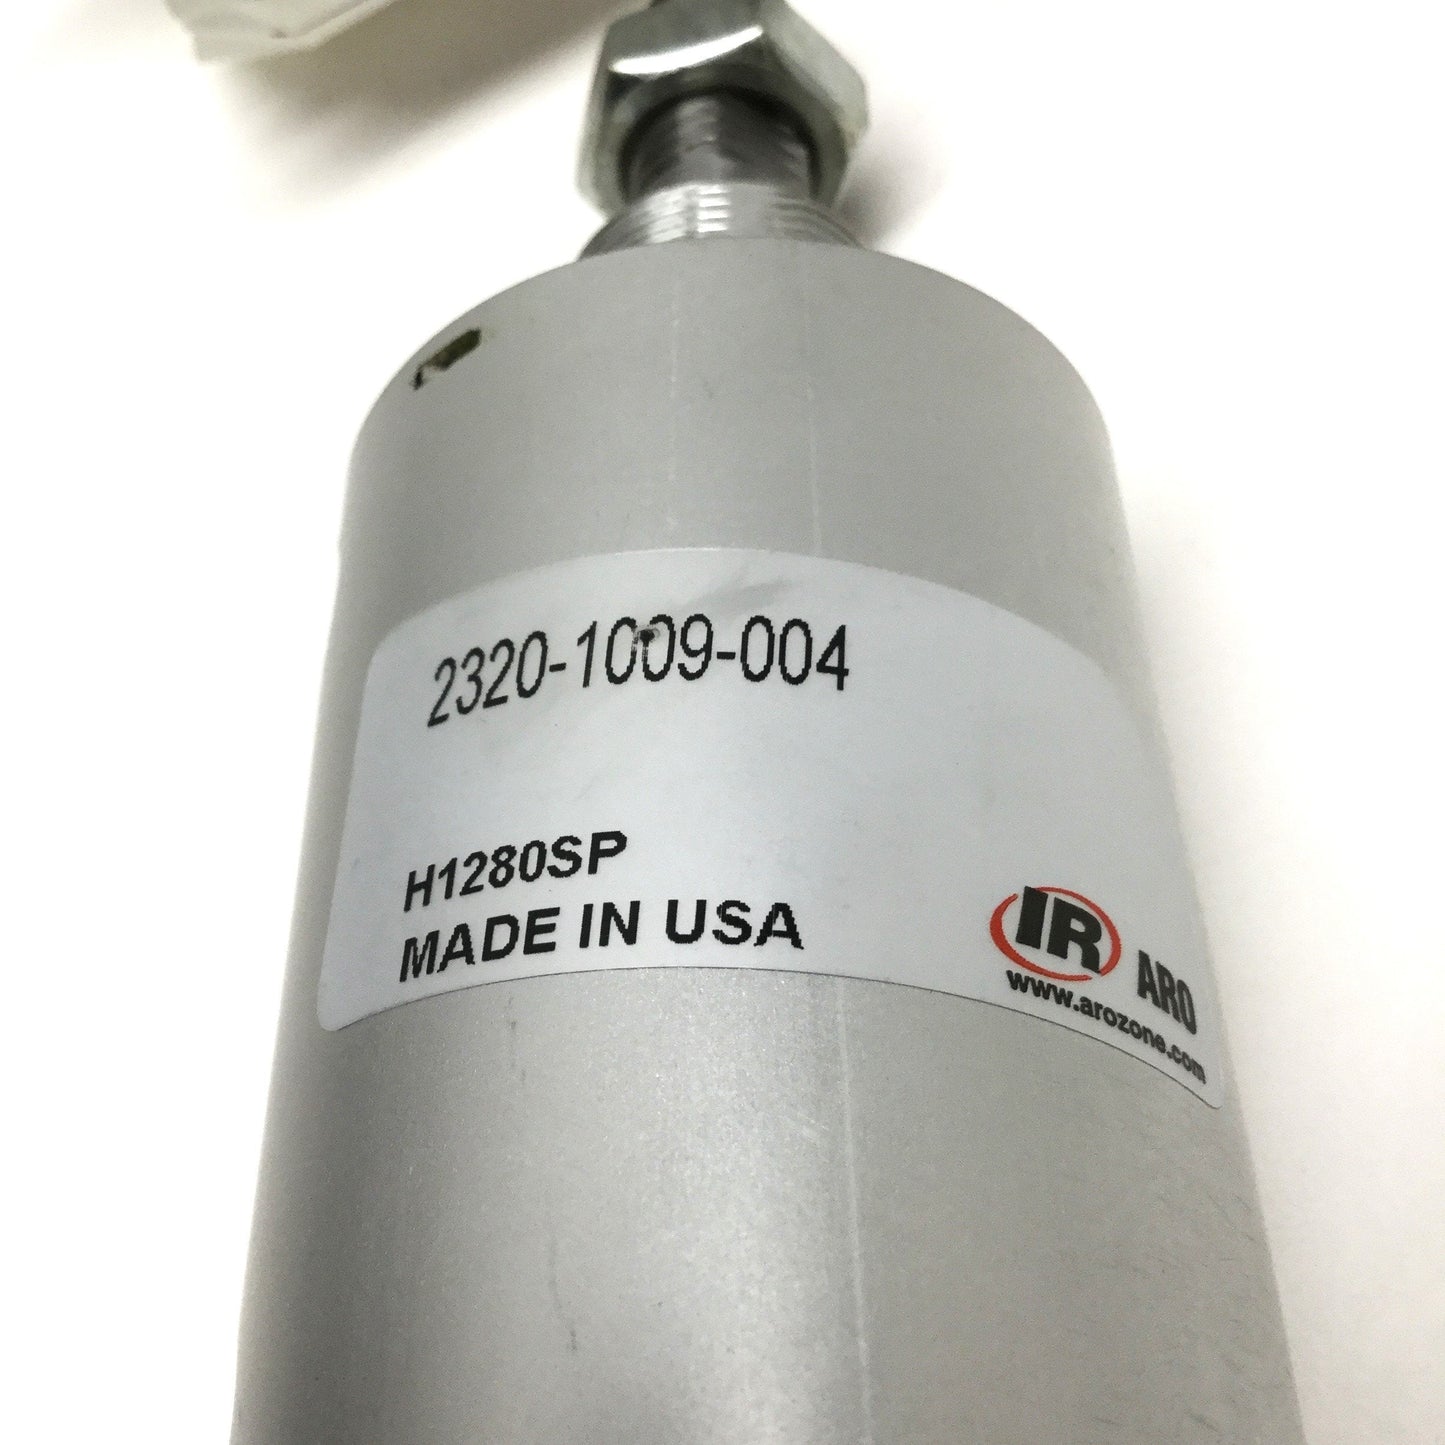 2320-1009-004
H1280SP
MADE IN USA
IR ARO
www.arozone.com